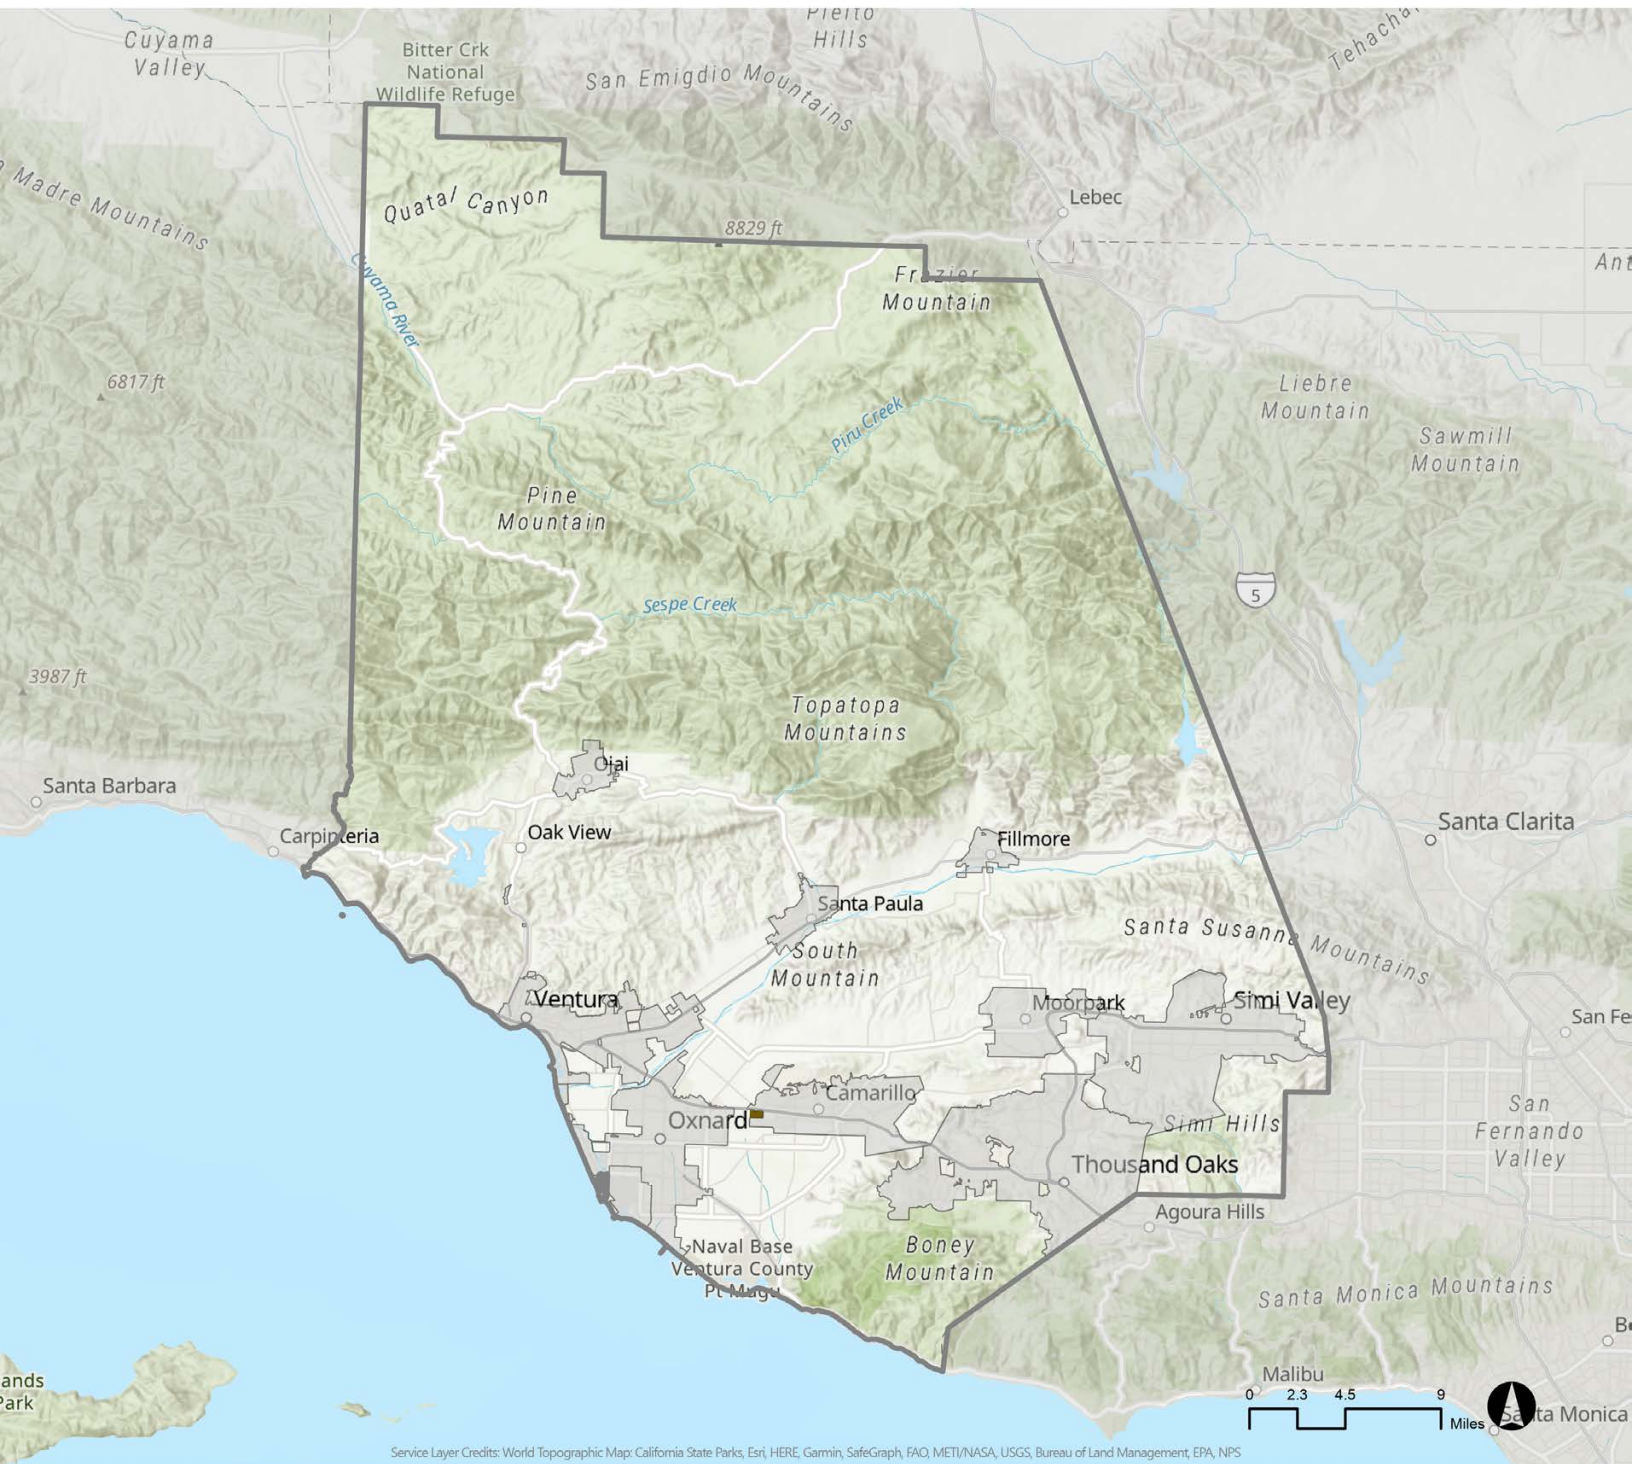 Pleito
Hills
Cuyama
Valley
Bitter Crk
National
Wildlife Refuge
San Emigdio Mountains
Madre Mountains
Quatal Canyon
Lebec
8829 ft
Cuyama River
Frazier
Mountain
6817 ft
Liebre
Mountain
Piru Creek
Sawmill
Mountain
Pine
Mountain
5
Sespe Creek
3987 ft
Topatopa
Mountains
Ojai
Santa Barbara
Carpinteria
Oak View
Fillmore
Santa Clarita
Santa Paula
South
Mountain
Santa Susanna Mountains
Ventura
Moorpark
Simi Valley
San Fe
Camarillo
Oxnard
Simi Hills
San
Fernando
Valley
Thousand Oaks
Agoura Hills
Naval Base
Ventura County
Pt Mugu
Boney
Mountain
Santa Monica Mountains
Malibu
ands
Park
0 2.3 4.5 9
Miles
Santa Monica
Service Layer Credits: World Topographic Map: California State Parks, Esri, HERE, Garmin, SafeGraph, FAO, METI/NASA, USGS, Bureau of Land Management, EPA, NPS